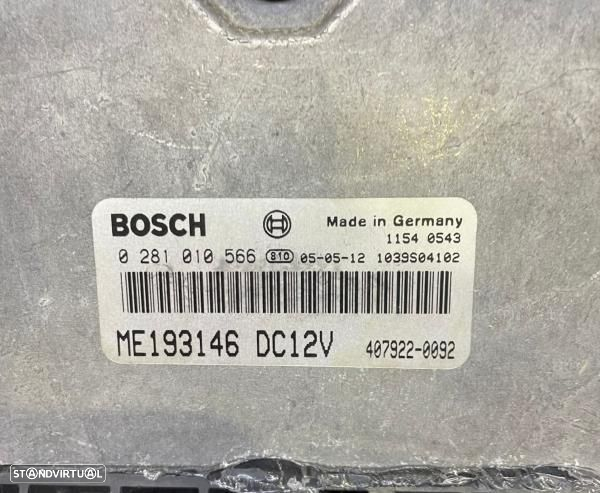 BOSCH Made in Germany
1154 0543
0 281 010 566 810 05-05-12 1039S04102
ME193146 DC12V 407922-0092
STANDVIRTUAL